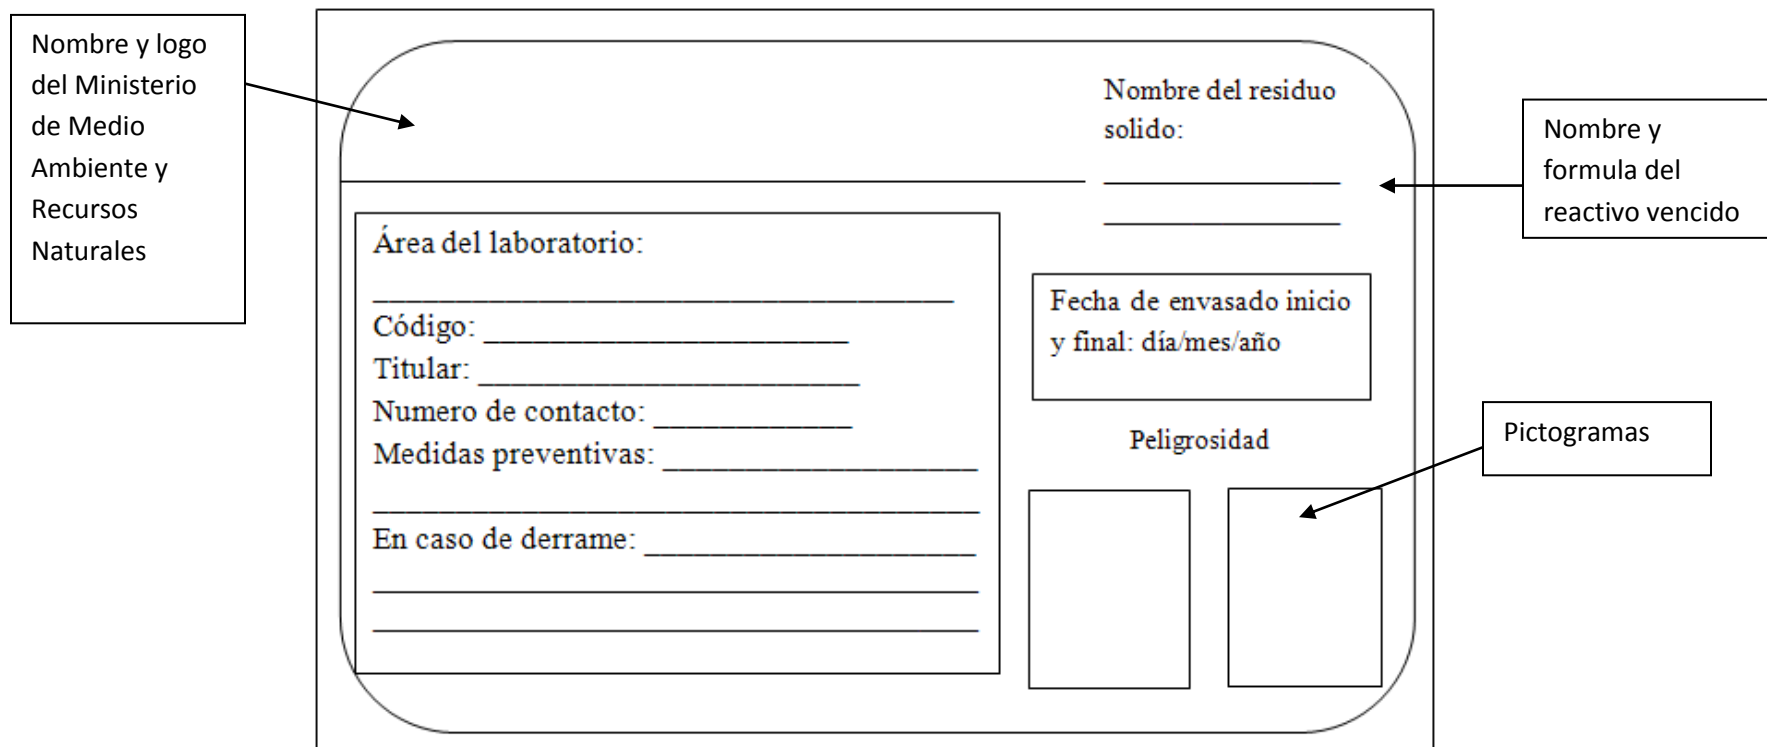 Nombre y logo
del Ministerio
de Medio
Ambiente y
Recursos
Naturales
Nombre del residuo
solido:
Nombre y
formula del
reactivo vencido
Área del laboratorio:
Código:
Titular:
Numero de contacto:
Medidas preventivas:
En caso de derrame:
Fecha de envasado inicio
y final: día/mes/año
Peligrosidad
Pictogramas